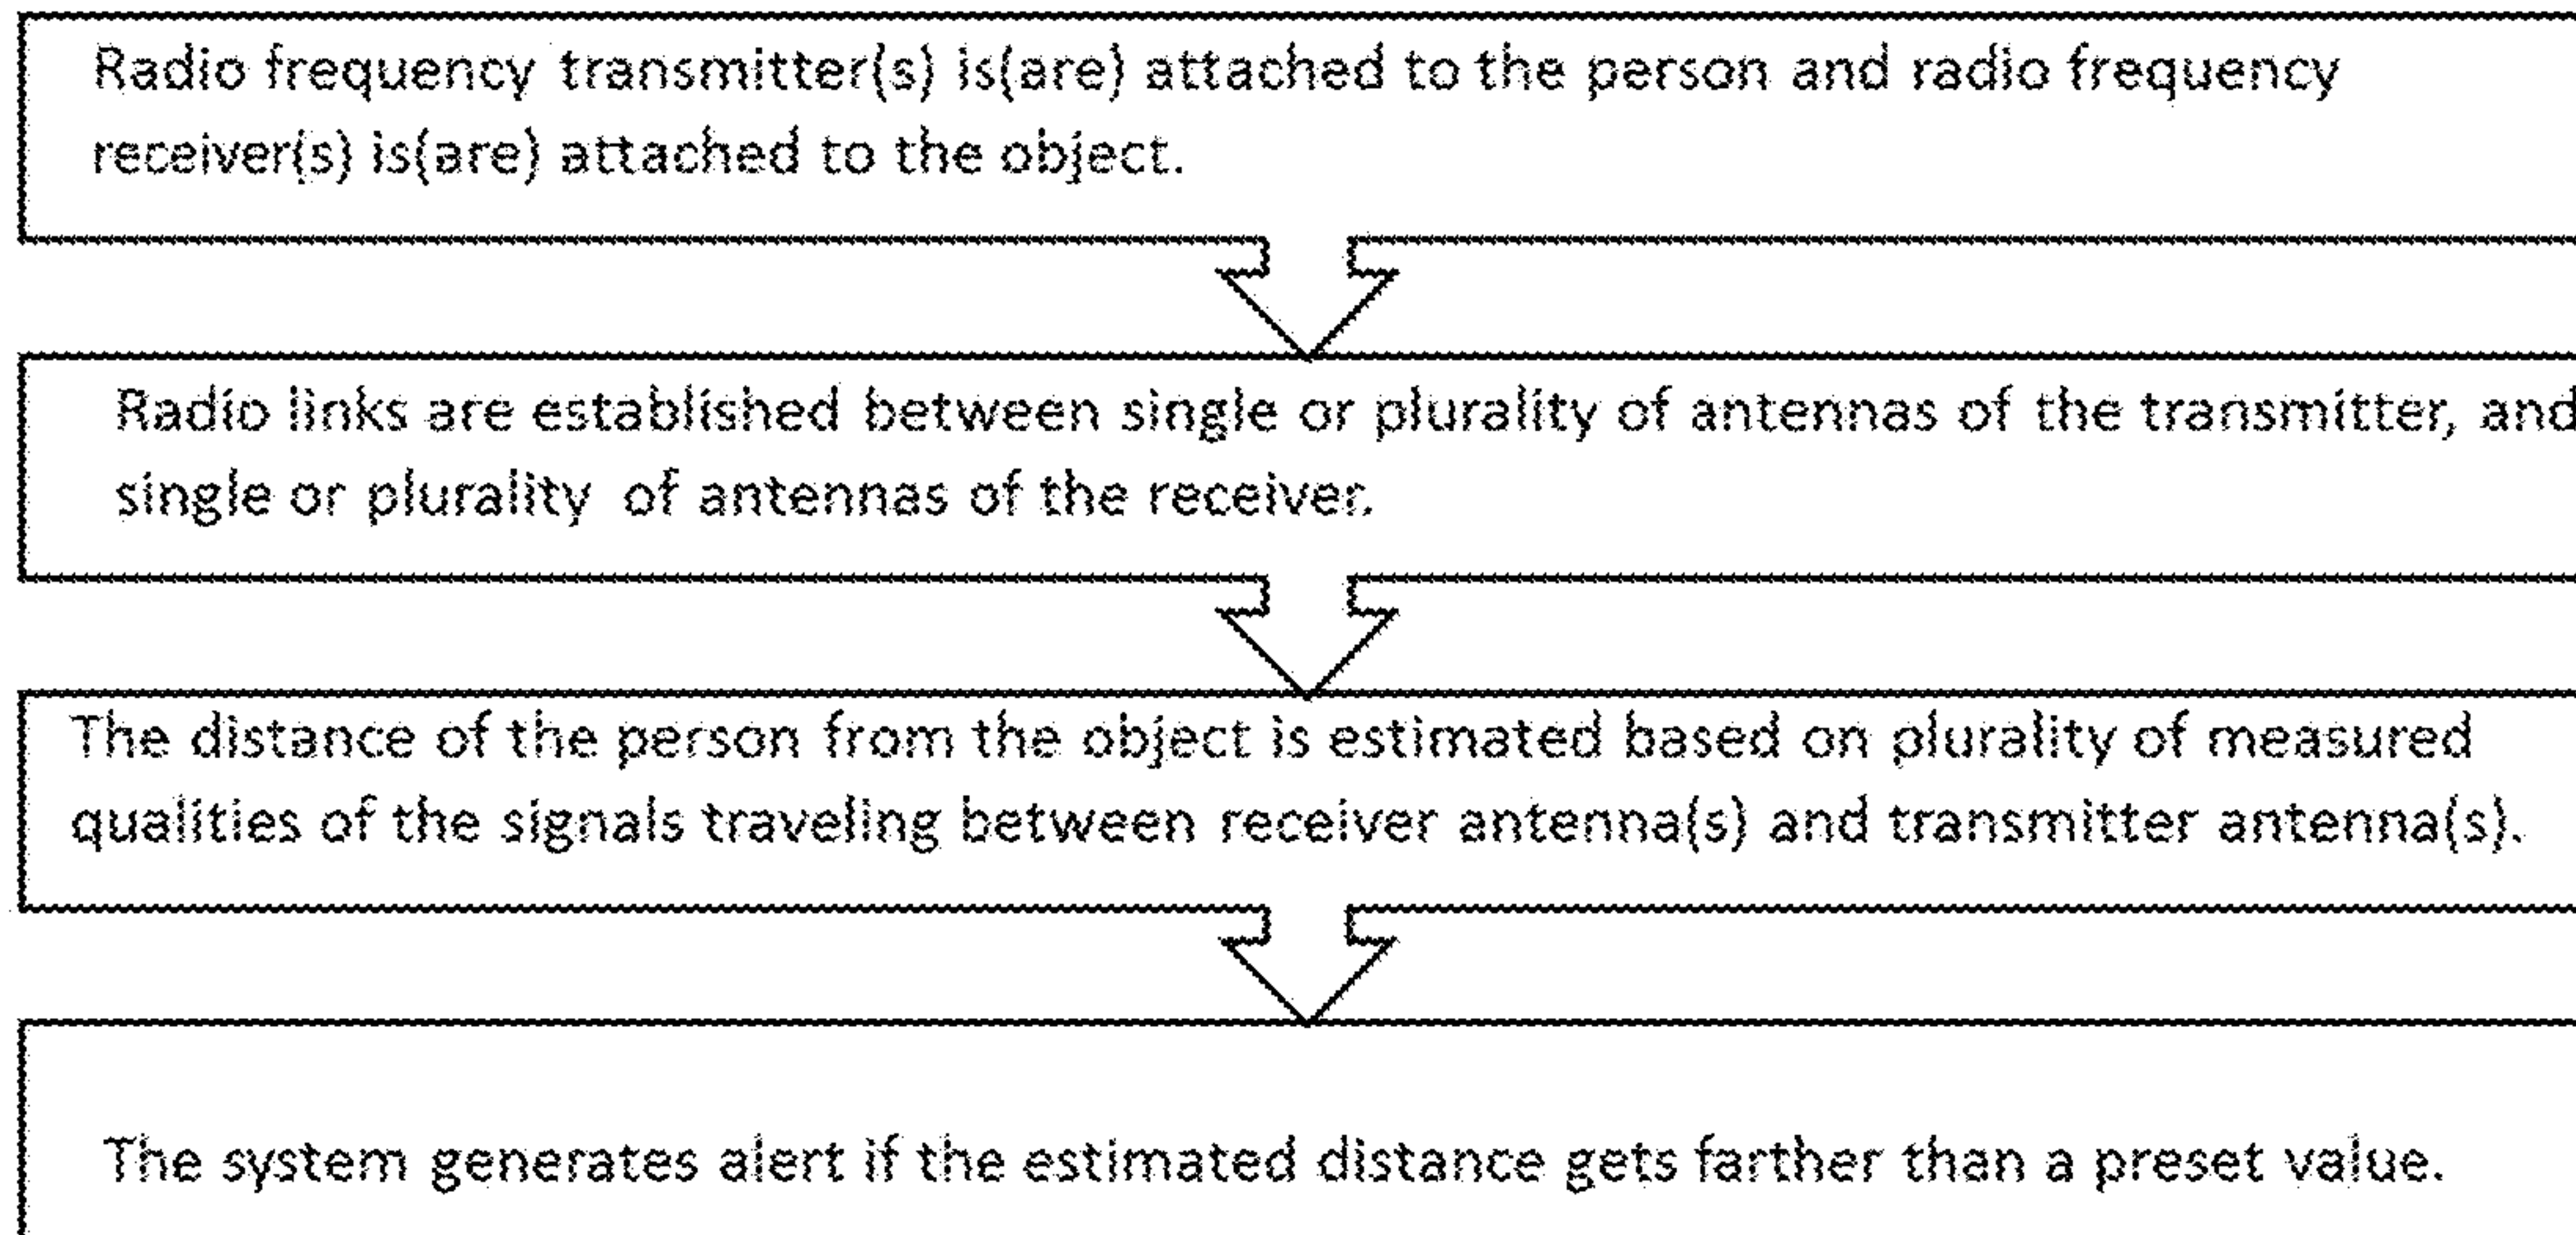 Radio frequency transmitter(s) is(are) attached to the person and radio frequency
receiver(s) is(are) attached to the object.
Radio links are established between single or plurality of antennas of the transmitter, and
single or plurality of antennas of the receiver.
The distance of the person from the object is estimated based on plurality of measured
qualities of the signals traveling between receiver antenna(s) and transmitter antenna(s).
The system generates alert if the estimated distance gets farther than a preset value.